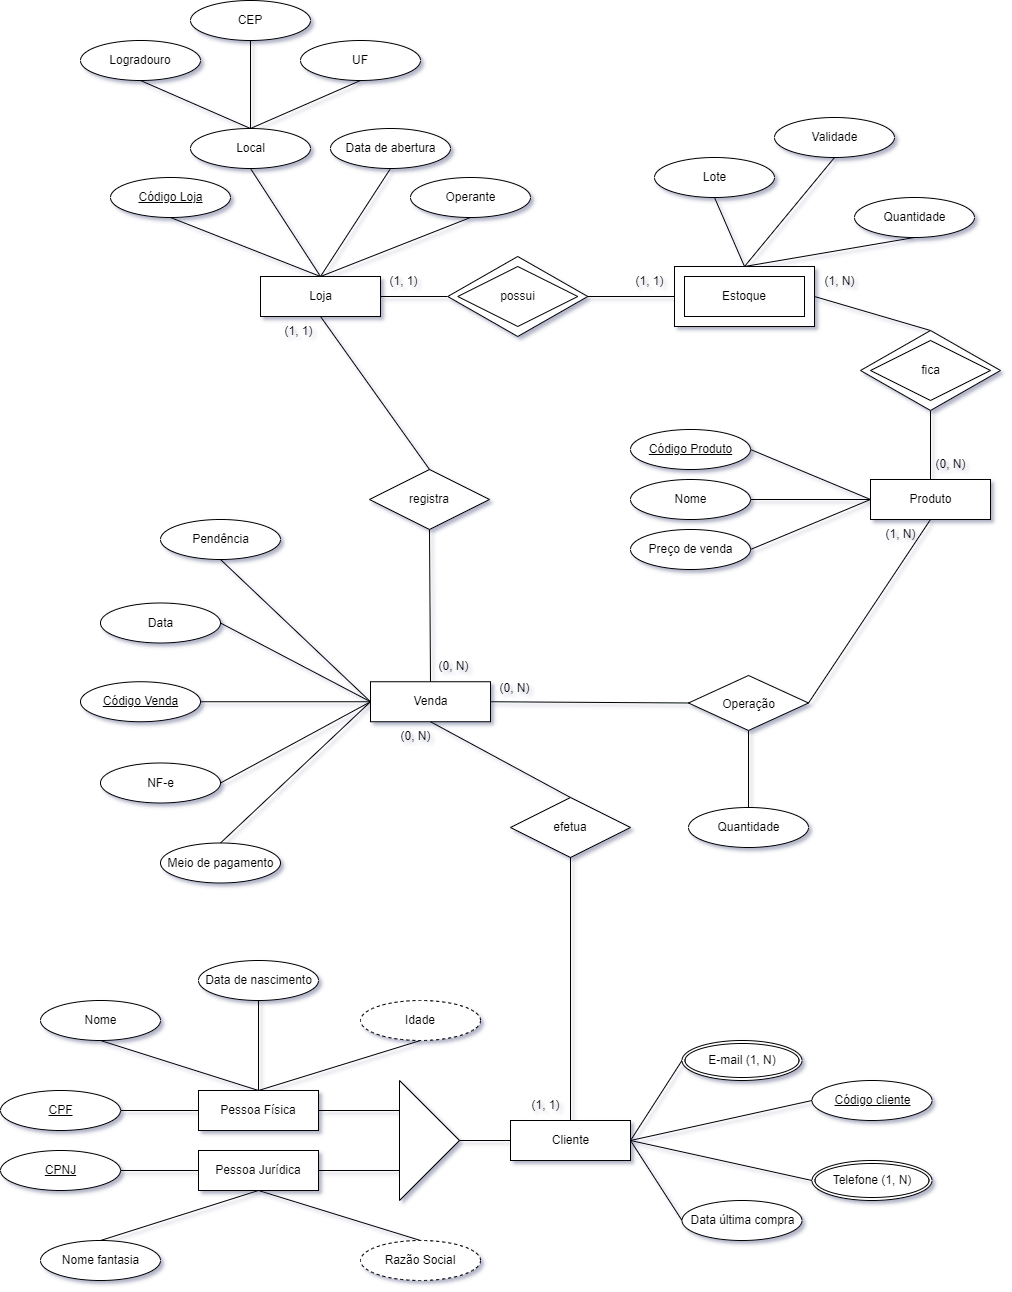 CEP
Logradouro
UF
Local
Data de abertura
Código Loja
Operante
Validade
Lote
Quantidade
Loja
(1, 1)
possui
(1, 1)
Estoque
(1, N)
(1, 1)
fica
Código Produto
(0, N)
Nome
Produto
Preço de venda
(1, N)
registra
Pendência
Data
(0, N)
Código Venda
Venda
(0, N)
Operação
(0, N)
NF-e
efetua
Quantidade
Meio de pagamento
Data de nascimento
Nome
Idade
CPF
Pessoa Física
(1, 1)
Cliente
E-mail (1, N)
Código cliente
CPNJ
Pessoa Jurídica
Telefone (1, N)
Data última compra
Nome fantasia
Razão Social